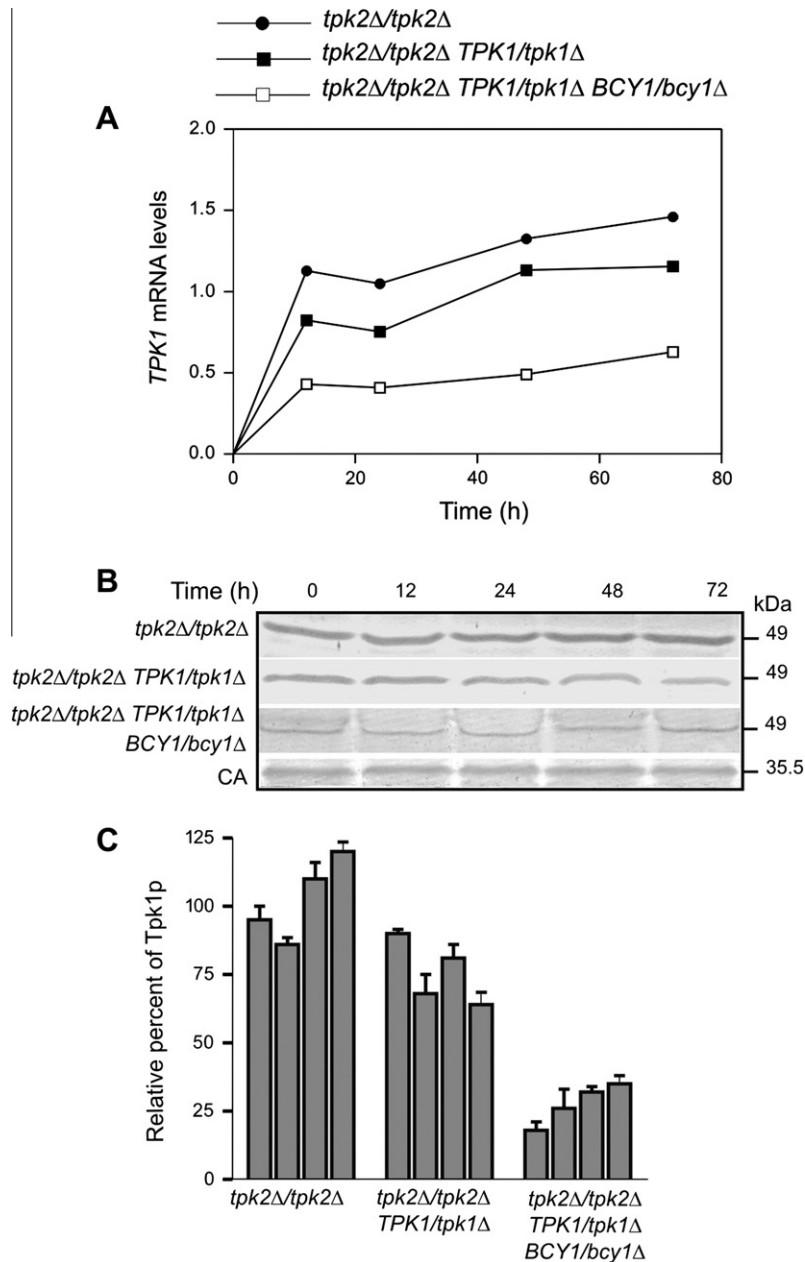 tpk2Δ/tpk2Δ
tpk2Δ/tpk2Δ TPK1/tpk1Δ
tpk2Δ/tpk2Δ TPK1/tpk1Δ BCY1/bcy1Δ
A
2.0
1.5
1.0
0.5
0.0
TPK1 mRNA levels
0 20 40 60 80
Time (h)
B
Time (h) 0 12 24 48 72 kDa
tpk2Δ/tpk2Δ 49
tpk2Δ/tpk2Δ TPK1/tpk1Δ 49
tpk2Δ/tpk2Δ TPK1/tpk1Δ 49
BCY1/bcy1Δ
CA 35.5
C
125
100
75
50
25
0
Relative percent of Tpk1p
tpk2Δ/tpk2Δ tpk2Δ/tpk2Δ tpk2Δ/tpk2Δ
TPK1/tpk1Δ TPK1/tpk1Δ
BCY1/bcy1Δ